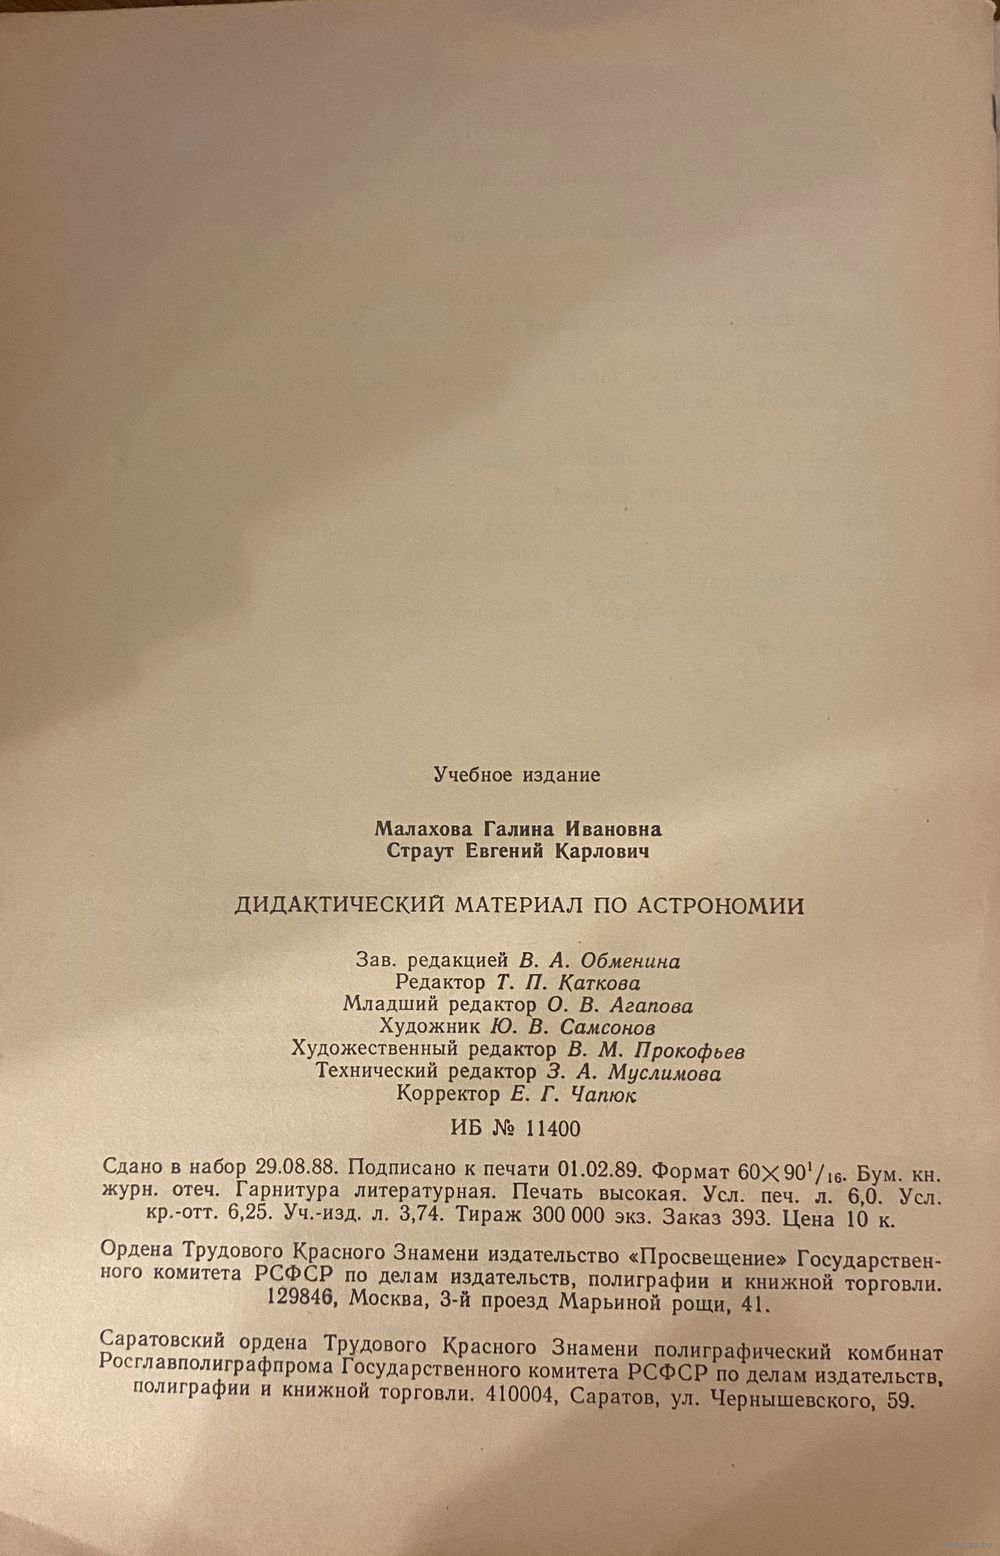 Учебное издание
Малахова Галина Ивановна
Страут Евгений Карлович
ДИДАКТИЧЕСКИЙ МАТЕРИАЛ ПО АСТРОНОМИИ
Зав. редакцией В. А. Обменина
Редактор Т. П. Каткова
Младший редактор О. В. Агапова
Художник Ю. В. Самсонов
Художественный редактор В. М. Прокофьев
Технический редактор З. А. Муслимова
Корректор Е. Г. Чапюк
ИБ № 11400
Сдано в набор 29.08.88. Подписано к печати 01.02.89. Формат 60×90¹/₁₆. Бум. кн.
журн. отеч. Гарнитура литературная. Печать высокая. Усл. печ. л. 6,0. Усл.
кр.-отт. 6,25. Уч.-изд. л. 3,74. Тираж 300 000 экз. Заказ 393. Цена 10 к.
Ордена Трудового Красного Знамени издательство «Просвещение» Государствен-
ного комитета РСФСР по делам издательств, полиграфии и книжной торговли.
129846, Москва, 3-й проезд Марьиной рощи, 41.
Саратовский ордена Трудового Красного Знамени полиграфический комбинат
Росглавполиграфпрома Государственного комитета РСФСР по делам издательств,
полиграфии и книжной торговли. 410004, Саратов, ул. Чернышевского, 59.